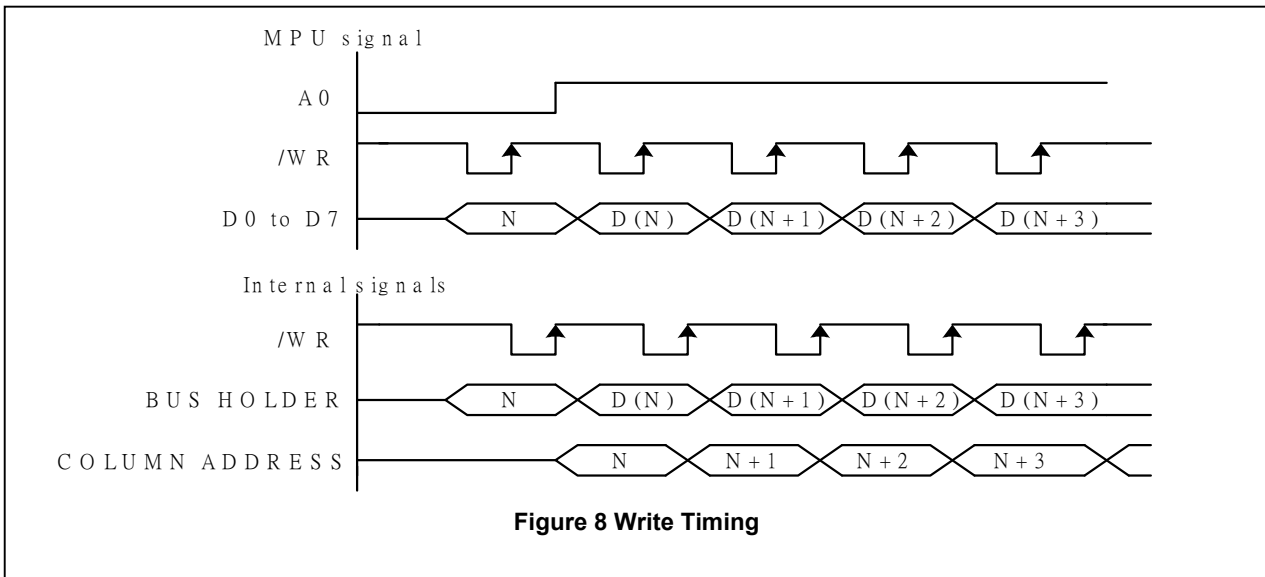 MPU signal
A0
/WR
D0 to D7 N D(N) D(N+1) D(N+2) D(N+3)
Internal signals
/WR
BUS HOLDER N D(N) D(N+1) D(N+2) D(N+3)
COLUMN ADDRESS N N+1 N+2 N+3
Figure 8 Write Timing